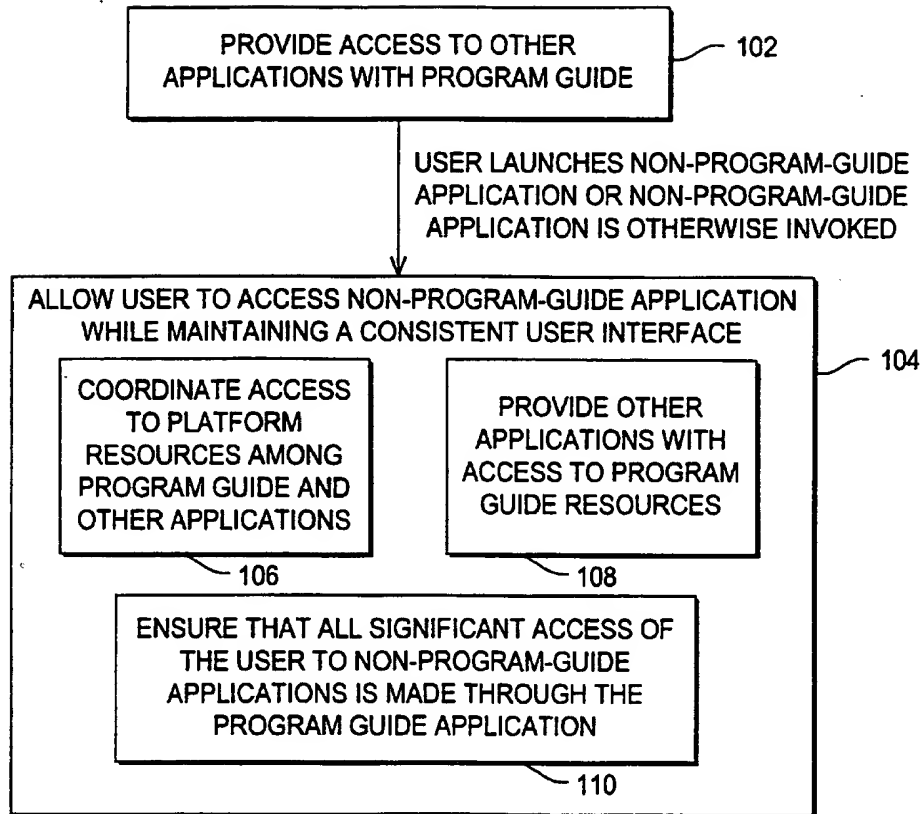 PROVIDE ACCESS TO OTHER
APPLICATIONS WITH PROGRAM GUIDE
102
USER LAUNCHES NON-PROGRAM-GUIDE
APPLICATION OR NON-PROGRAM-GUIDE
APPLICATION IS OTHERWISE INVOKED
ALLOW USER TO ACCESS NON-PROGRAM-GUIDE APPLICATION
WHILE MAINTAINING A CONSISTENT USER INTERFACE
104
COORDINATE ACCESS
TO PLATFORM
RESOURCES AMONG
PROGRAM GUIDE AND
OTHER APPLICATIONS
106
PROVIDE OTHER
APPLICATIONS WITH
ACCESS TO PROGRAM
GUIDE RESOURCES
108
ENSURE THAT ALL SIGNIFICANT ACCESS OF
THE USER TO NON-PROGRAM-GUIDE
APPLICATIONS IS MADE THROUGH THE
PROGRAM GUIDE APPLICATION
110